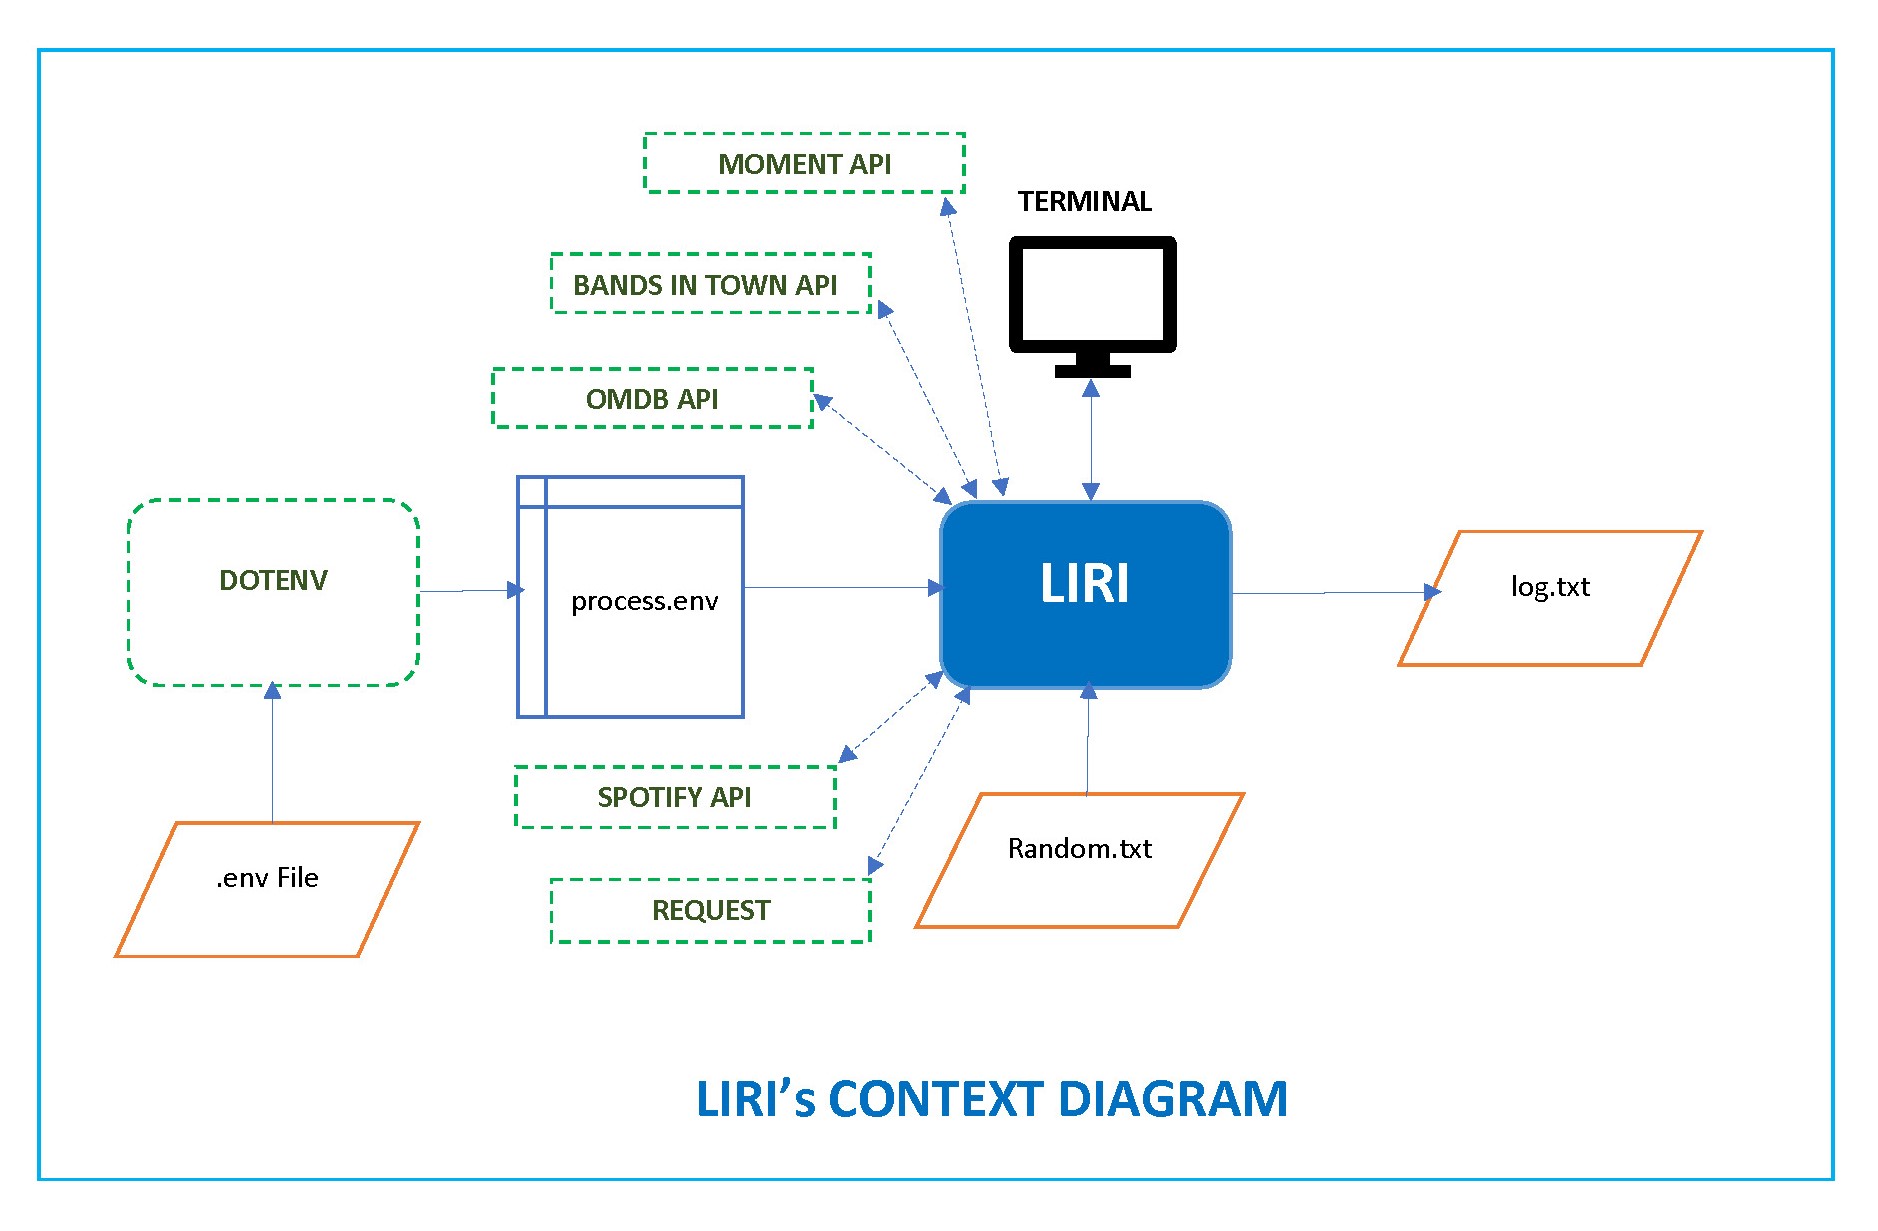 MOMENT API
TERMINAL
BANDS IN TOWN API
OMDB API
DOTENV
process.env
LIRI
log.txt
SPOTIFY API
Random.txt
.env File
REQUEST
LIRI’s CONTEXT DIAGRAM